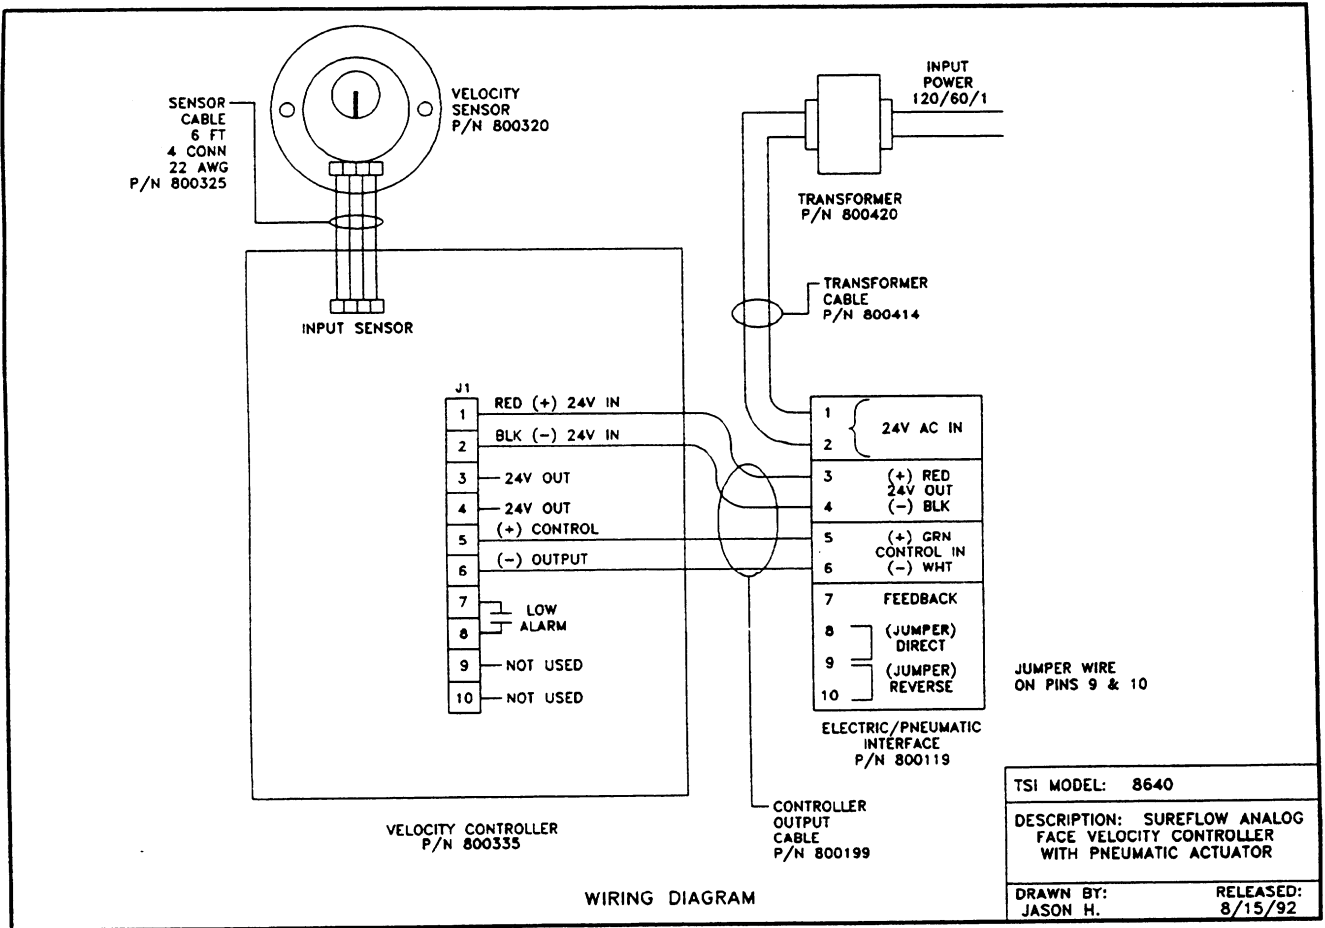 SENSOR
CABLE
6 FT
4 CONN
22 AWG
P/N 800325
VELOCITY
SENSOR
P/N 800320
INPUT
POWER
120/60/1
TRANSFORMER
P/N 800420
TRANSFORMER
CABLE
P/N 800414
INPUT SENSOR
J1
1 RED (+) 24V IN
2 BLK (-) 24V IN
3 24V OUT
4 24V OUT
5 (+) CONTROL
6 (-) OUTPUT
7 LOW
8 ALARM
9 NOT USED
10 NOT USED
1
2
24V AC IN
3 (+) RED
24V OUT
4 (-) BLK
5 (+) GRN
CONTROL IN
6 (-) WHT
7 FEEDBACK
8 (JUMPER)
DIRECT
9 (JUMPER)
10 REVERSE
JUMPER WIRE
ON PINS 9 & 10
ELECTRIC/PNEUMATIC
INTERFACE
P/N 800119
CONTROLLER
OUTPUT
CABLE
P/N 800199
VELOCITY CONTROLLER
P/N 800335
WIRING DIAGRAM
TSI MODEL: 8640
DESCRIPTION: SUREFLOW ANALOG
FACE VELOCITY CONTROLLER
WITH PNEUMATIC ACTUATOR
DRAWN BY:
JASON H.
RELEASED:
8/15/92